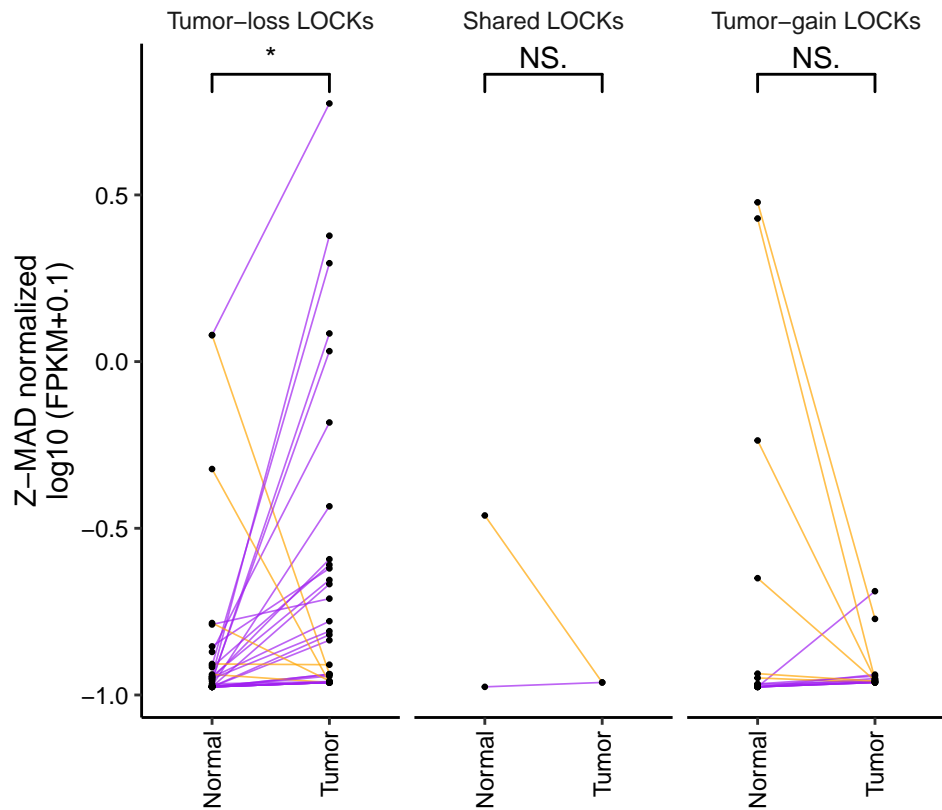 Tumor−loss LOCKs
Shared LOCKs
Tumor−gain LOCKs
*
NS.
NS.
Z−MAD normalized
log10 (FPKM+0.1)
0.5
0.0
−0.5
−1.0
Normal
Tumor
Normal
Tumor
Normal
Tumor